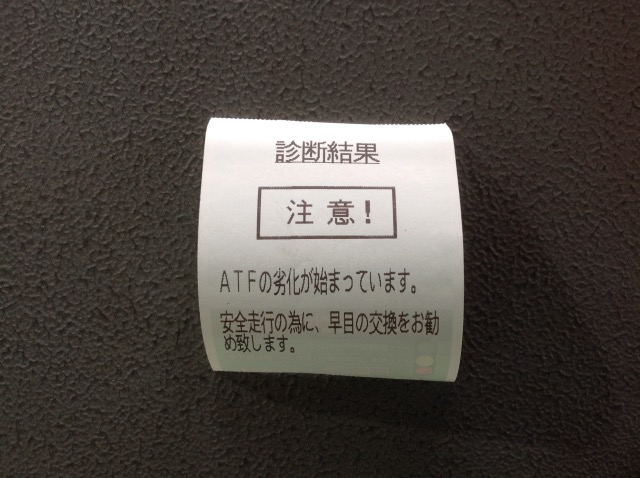 診断結果
注意!
ATFの劣化が始まっています。
安全走行の為に、早目の交換をお勧
め致します。